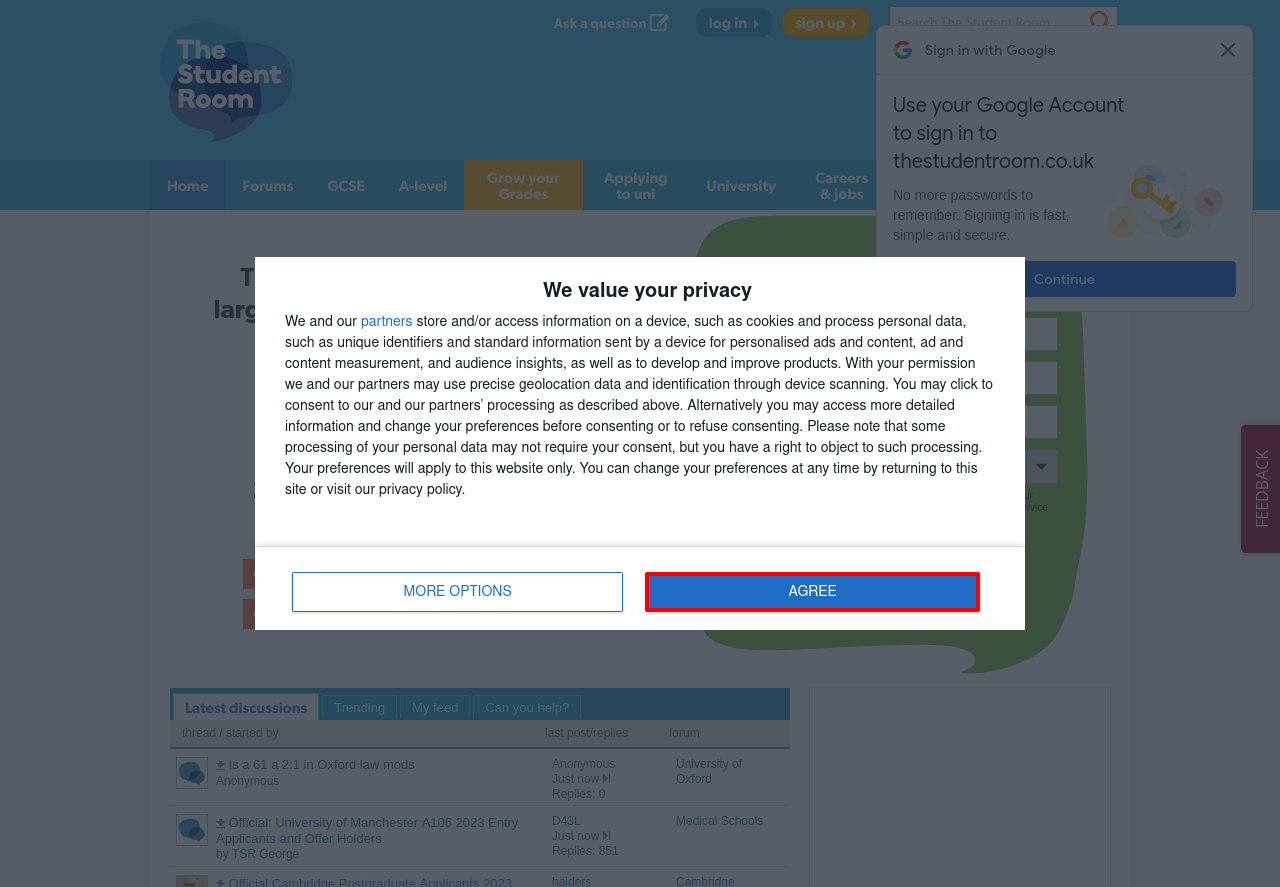 Ask a question
log in
sign up
Search The Student Room
The
Student
Room
Sign in with Google
Use your Google Account
to sign in to
thestudentroom.co.uk
No more passwords to
remember. Signing in is fast,
simple and secure.
Continue
Home
Forums
GCSE
A-level
Grow your
Grades
Applying
to uni
University
Careers
& jobs
We value your privacy
We and our partners store and/or access information on a device, such as cookies and process personal data,
such as unique identifiers and standard information sent by a device for personalised ads and content, ad and
content measurement, and audience insights, as well as to develop and improve products. With your permission
we and our partners may use precise geolocation data and identification through device scanning. You may click to
consent to our and our partners’ processing as described above. Alternatively you may access more detailed
information and change your preferences before consenting or to refuse consenting. Please note that some
processing of your personal data may not require your consent, but you have a right to object to such processing.
Your preferences will apply to this website only. You can change your preferences at any time by returning to this
site or visit our privacy policy.
MORE OPTIONS
AGREE
FEEDBACK
Latest discussions
Trending
My feed
Can you help?
thread / started by
last post/replies
forum
Is a 61 a 2:1 in Oxford law mods
Anonymous
Anonymous
Just now
Replies: 0
University of
Oxford
Official: University of Manchester A106 2023 Entry
Applicants and Offer Holders
by TSR George
D43L
Just now
Replies: 851
Medical Schools
Official Cambridge Postgraduate Applicants 2023
haiders
Cambridge